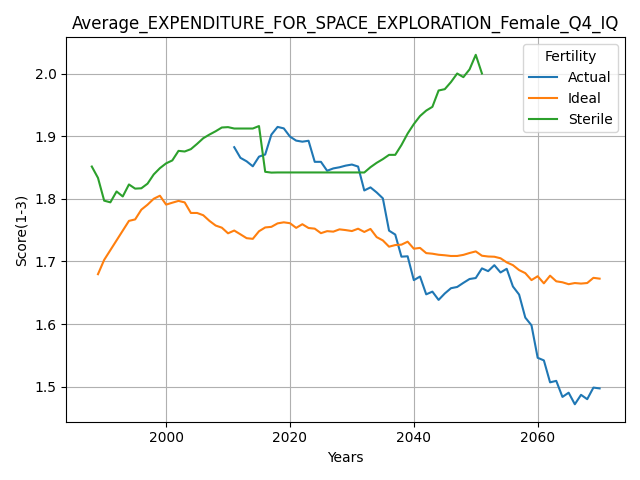 Average_EXPENDITURE_FOR_SPACE_EXPLORATION_Female_Q4_IQ
Fertility
Actual
Ideal
Sterile
Score(1-3)
2.0
1.9
1.8
1.7
1.6
1.5
2000 2020 2040 2060
Years